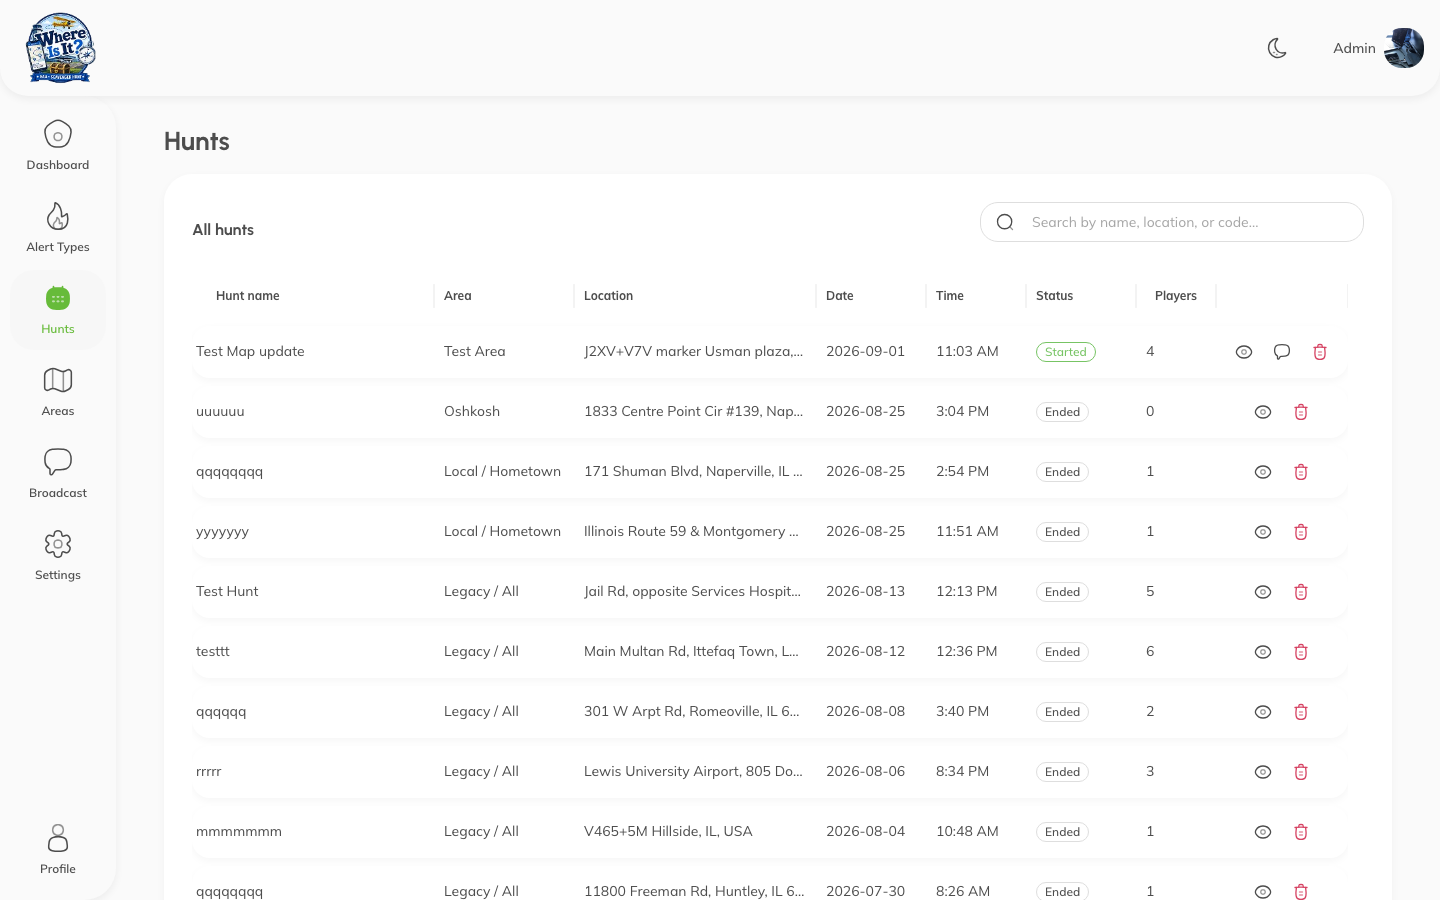 Where
Is It?
Admin
Dashboard
Alert Types
Hunts
Areas
Broadcast
Settings
Profile
Hunts
All hunts
Search by name, location, or code...
Hunt name Area Location Date Time Status Players
Test Map update Test Area J2XV+V7V marker Usman plaza,... 2026-09-01 11:03 AM Started 4
uuuuuu Oshkosh 1833 Centre Point Cir #139, Nap... 2026-08-25 3:04 PM Ended 0
qqqqqqqq Local / Hometown 171 Shuman Blvd, Naperville, IL ... 2026-08-25 2:54 PM Ended 1
yyyyyyy Local / Hometown Illinois Route 59 & Montgomery ... 2026-08-25 11:51 AM Ended 1
Test Hunt Legacy / All Jail Rd, opposite Services Hospit... 2026-08-13 12:13 PM Ended 5
testtt Legacy / All Main Multan Rd, Ittefaq Town, L... 2026-08-12 12:36 PM Ended 6
qqqqqq Legacy / All 301 W Arpt Rd, Romeoville, IL 6... 2026-08-08 3:40 PM Ended 2
rrrrr Legacy / All Lewis University Airport, 805 Do... 2026-08-06 8:34 PM Ended 3
mmmmmmm Legacy / All V465+5M Hillside, IL, USA 2026-08-04 10:48 AM Ended 1
qqqqqqqq Legacy / All 11800 Freeman Rd, Huntley, IL 6... 2026-07-30 8:26 AM Ended 1